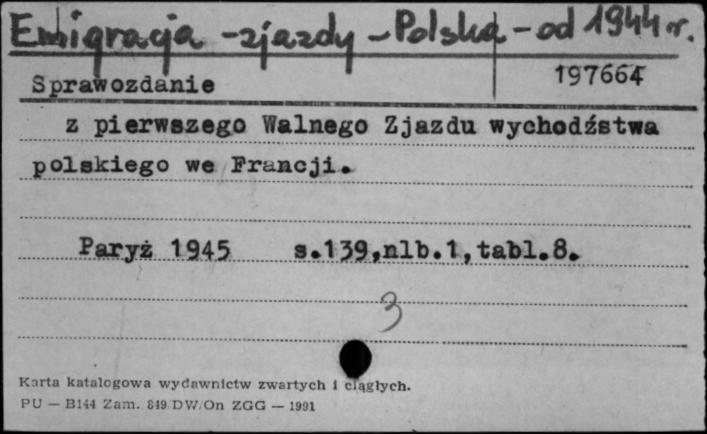 Emigracja - zjazdy - Polska - od 1944 r.
Sprawozdanie 197664
z pierwszego Walnego Zjazdu wychodźstwa
polskiego we Francji.
Paryż 1945 s.139,nlb.1,tabl.8.
3
Karta katalogowa wydawnictw zwartych i ciągłych.
PU — B144 Zam. 849/DW/On ZGG — 1991